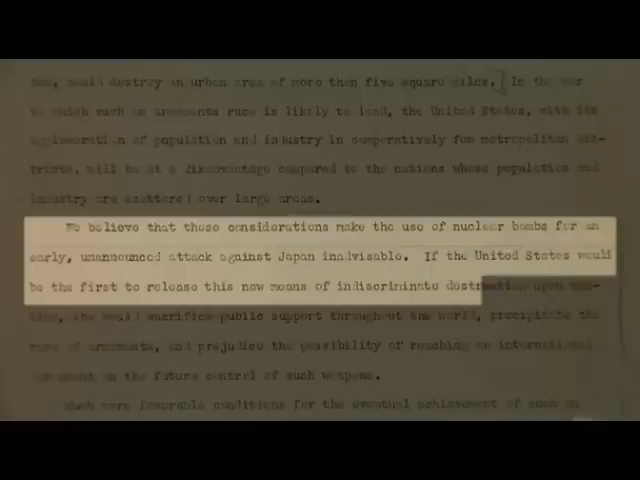 would destroy an urban area of more than five square miles.] In the war
to which such an armaments race is likely to lead, the United States, with its
agglomeration of population and industry in comparatively few metropolitan dis-
tricts, will be at a disadvantage compared to the nations whose population and
industry are scattered over large areas.
We believe that these considerations make the use of nuclear bombs for an
early, unannounced attack against Japan inadvisable. If the United States would
be the first to release this new means of indiscriminate destruction upon man-
kind, she would sacrifice public support throughout the world, precipitate the
race of armaments, and prejudice the possibility of reaching an international
agreement on the future control of such weapons.
Much more favorable conditions for the eventual achievement of such an